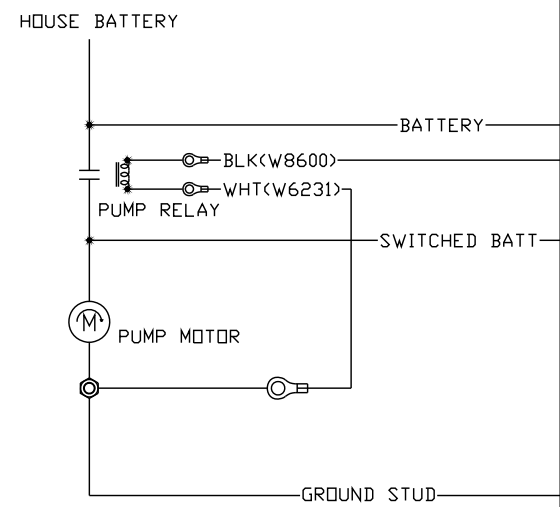 HOUSE BATTERY
BATTERY
BLK(W8600)
WHT(W6231)
PUMP RELAY
SWITCHED BATT
M
PUMP MOTOR
GROUND STUD